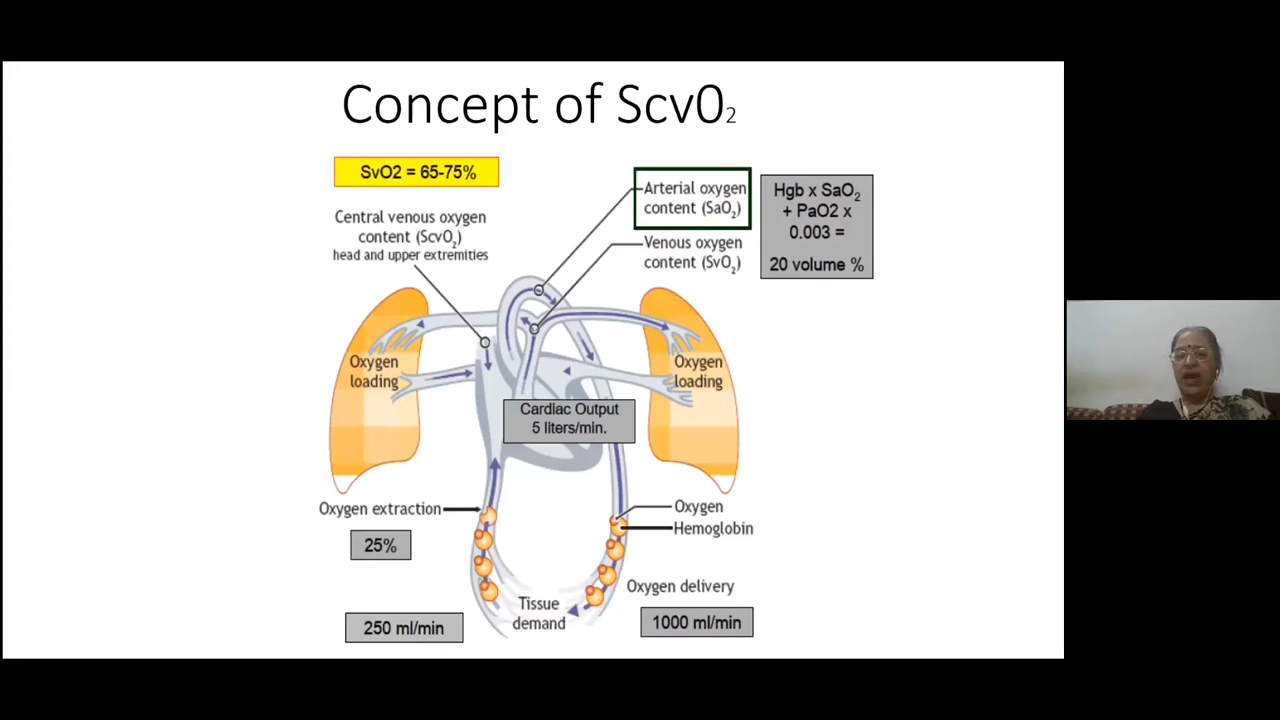 Concept of Scv0₂
SvO2 = 65-75%
Central venous oxygen
content (ScvO₂)
head and upper extremities
Arterial oxygen
content (SaO₂)
Venous oxygen
content (SvO₂)
Hgb x SaO₂
+ PaO2 x
0.003 =
20 volume %
Oxygen
loading
Oxygen
loading
Cardiac Output
5 liters/min.
Oxygen extraction
25%
250 ml/min
Oxygen
Hemoglobin
Oxygen delivery
1000 ml/min
Tissue
demand